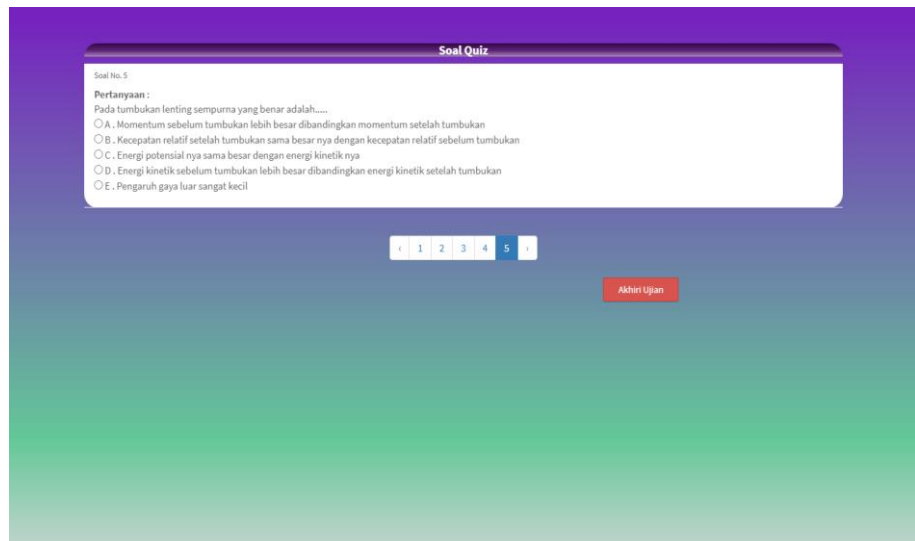 Soal Quiz
Soal No. 5
Pertanyaan :
Pada tumbukan lenting sempurna yang benar adalah.....
A . Momentum sebelum tumbukan lebih besar dibandingkan momentum setelah tumbukan
B . Kecepatan relatif setelah tumbukan sama besar nya dengan kecepatan relatif sebelum tumbukan
C . Energi potensial nya sama besar dengan energi kinetik nya
D . Energi kinetik sebelum tumbukan lebih besar dibandingkan energi kinetik setelah tumbukan
E . Pengaruh gaya luar sangat kecil
‹ 1 2 3 4 5 ›
Akhiri Ujian